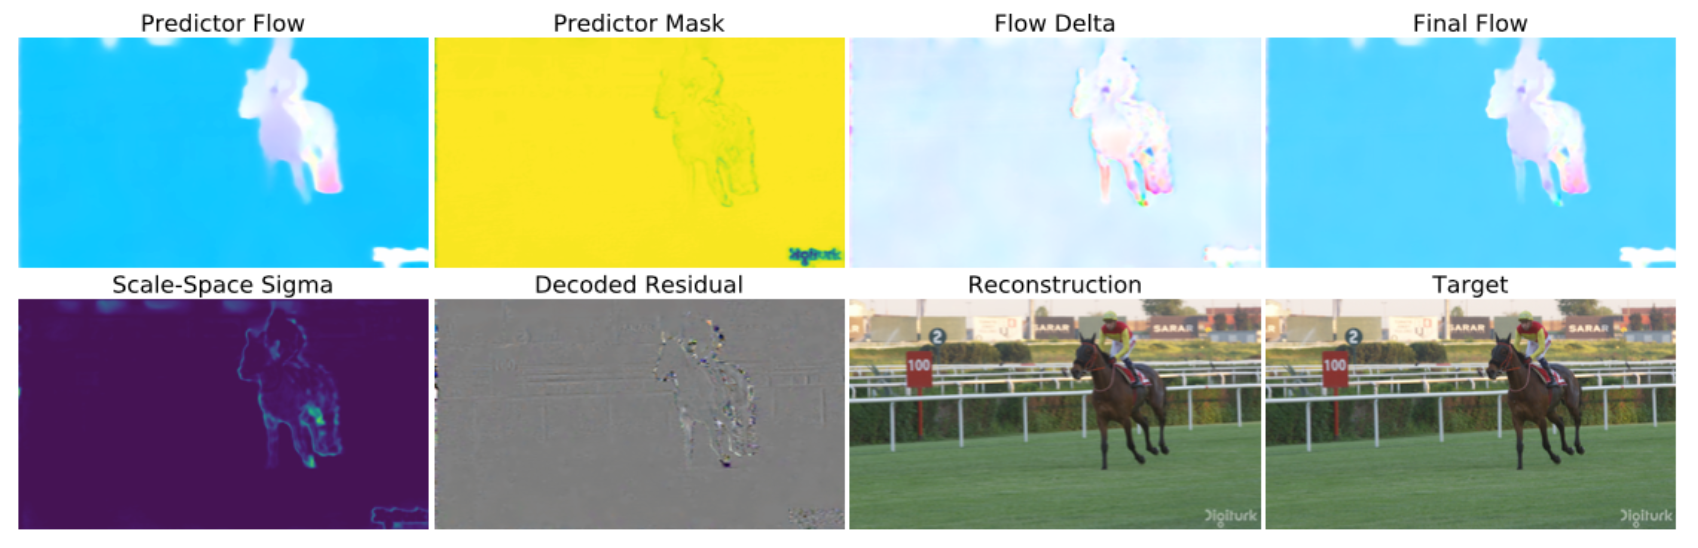 Predictor Flow
Predictor Mask
Flow Delta
Final Flow
Digiturk
Scale-Space Sigma
Decoded Residual
Reconstruction
Target
SARAR
SARAR
2
100
Digiturk
SARAR
SARAR
2
100
Digiturk